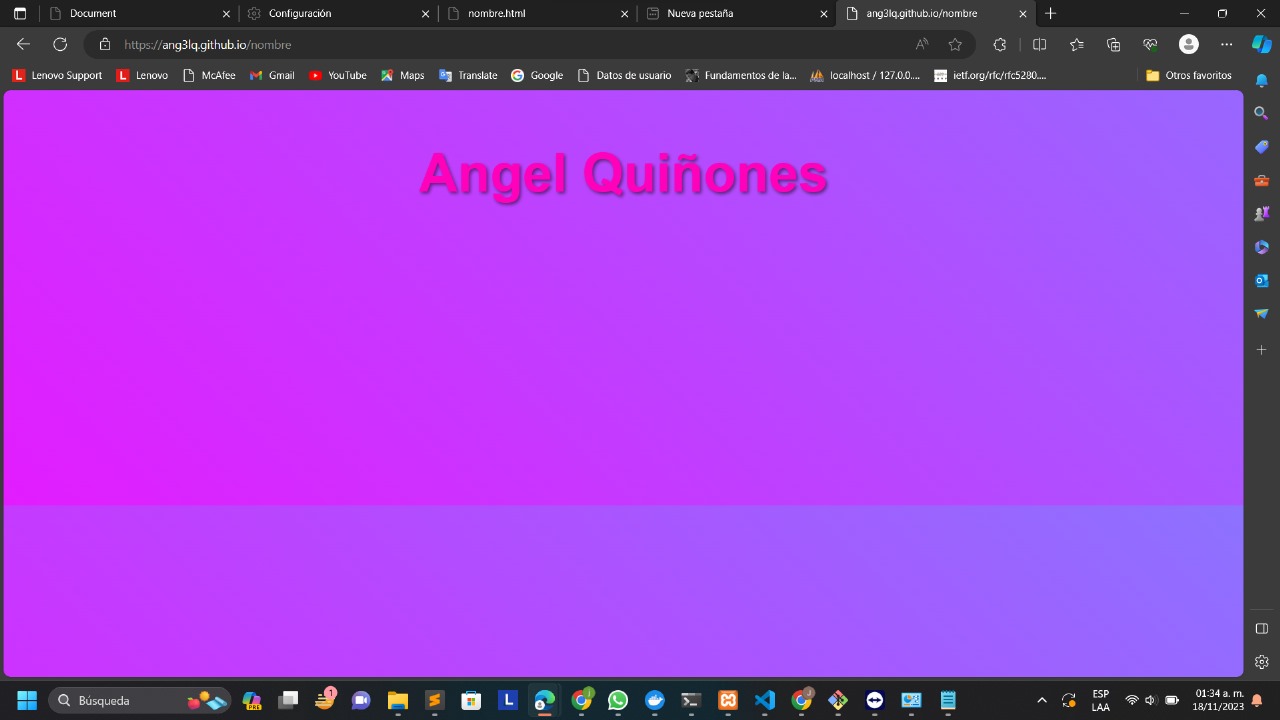 Document
Configuración
nombre.html
Nueva pestaña
ang3lq.github.io/nombre
https://ang3lq.github.io/nombre
Lenovo Support
Lenovo
McAfee
Gmail
YouTube
Maps
Translate
Google
Datos de usuario
Fundamentos de la...
localhost / 127.0.0....
ietf.org/rfc/rfc5280....
Otros favoritos
Angel Quiñones
Búsqueda
PRE
1
L
ESP
LAA
01:34 a. m.
18/11/2023